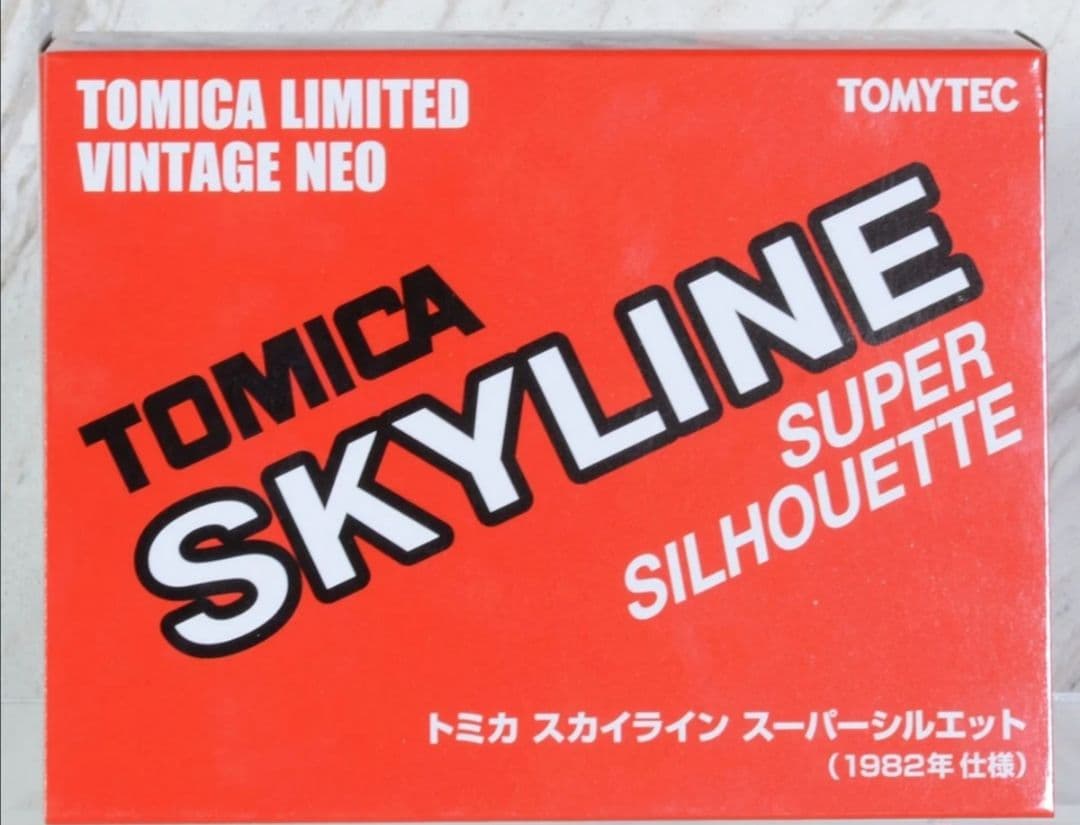 TOMICA LIMITED
VINTAGE NEO
TOMYTEC
TOMICA
SKYLINE
SUPER
SILHOUETTE
トミカ スカイライン スーパーシルエット
（1982年 仕様）